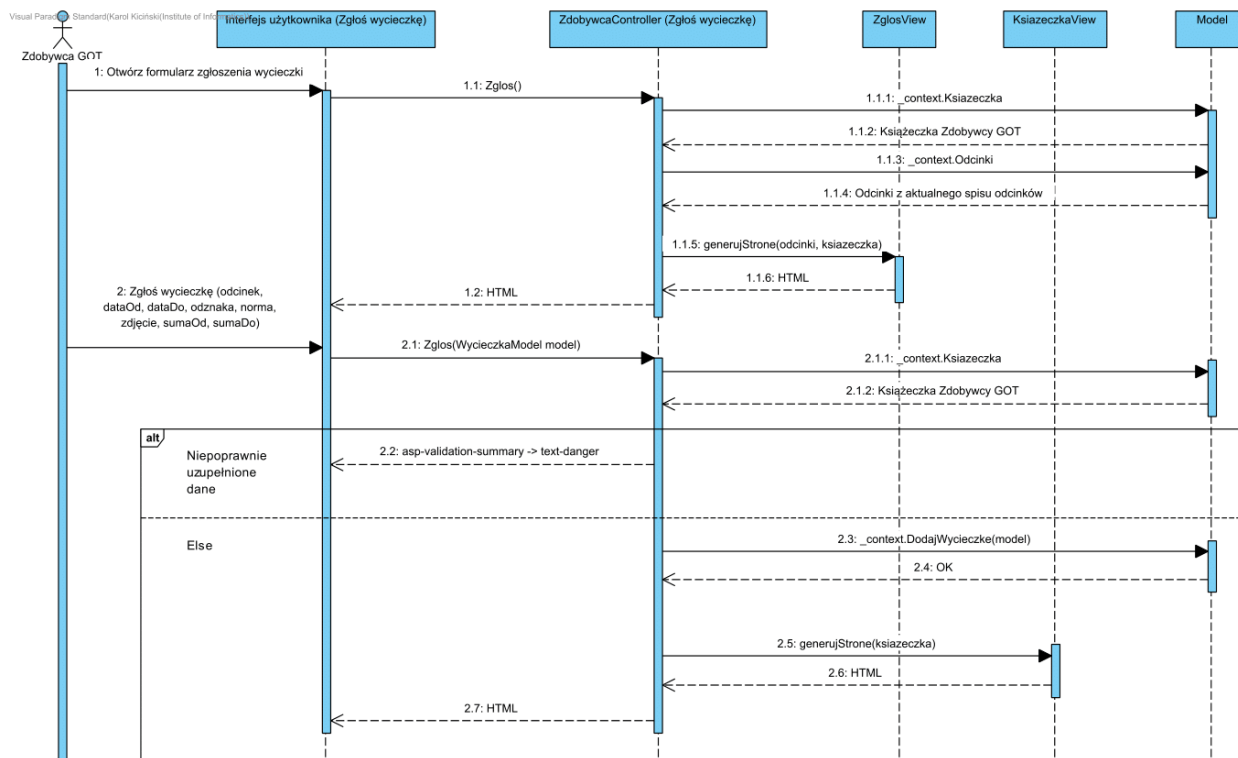 Visual Paradigm Standard(Karol Kiciński(Institute of Infor
Interfejs użytkownika (Zgłoś wycieczkę)
ZdobywcaController (Zgłoś wycieczkę)
ZglosView
KsiazeczkaView
Model
Zdobywca GOT
1: Otwórz formularz zgłoszenia wycieczki
1.1: Zglos()
1.1.1: _context.Ksiazeczka
1.1.2: Książeczka Zdobywcy GOT
1.1.3: _context.Odcinki
1.1.4: Odcinki z aktualnego spisu odcinków
1.1.5: generujStrone(odcinki, ksiazeczka)
1.1.6: HTML
1.2: HTML
2: Zgłoś wycieczkę (odcinek,
dataOd, dataDo, odznaka, norma,
zdjęcie, sumaOd, sumaDo)
2.1: Zglos(WycieczkaModel model)
2.1.1: _context.Ksiazeczka
2.1.2: Książeczka Zdobywcy GOT
alt
Niepoprawnie
uzupełnione
dane
2.2: asp-validation-summary -> text-danger
Else
2.3: _context.DodajWycieczke(model)
2.4: OK
2.5: generujStrone(ksiazeczka)
2.6: HTML
2.7: HTML